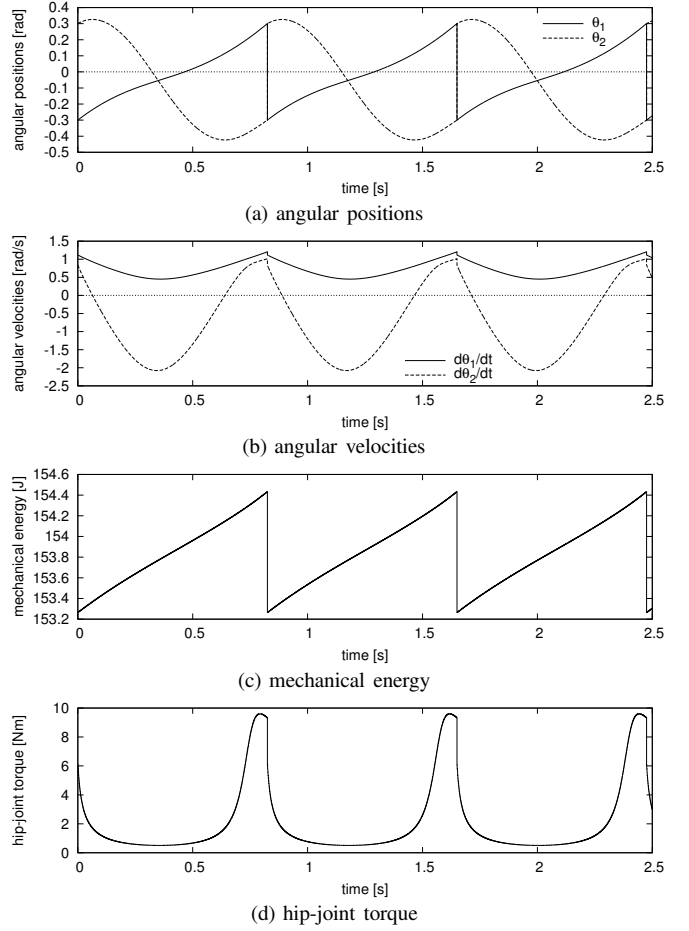 angular positions [rad]
0.4
0.3
0.2
0.1
0
-0.1
-0.2
-0.3
-0.4
-0.5
θ1
θ2
0 0.5 1 1.5 2 2.5
time [s]
(a) angular positions
angular velocities [rad/s]
1.5
1
0.5
0
-0.5
-1
-1.5
-2
-2.5
dθ1/dt
dθ2/dt
0 0.5 1 1.5 2 2.5
time [s]
(b) angular velocities
mechanical energy [J]
154.6
154.4
154.2
154
153.8
153.6
153.4
153.2
0 0.5 1 1.5 2 2.5
time [s]
(c) mechanical energy
hip-joint torque [Nm]
10
8
6
4
2
0
0 0.5 1 1.5 2 2.5
time [s]
(d) hip-joint torque